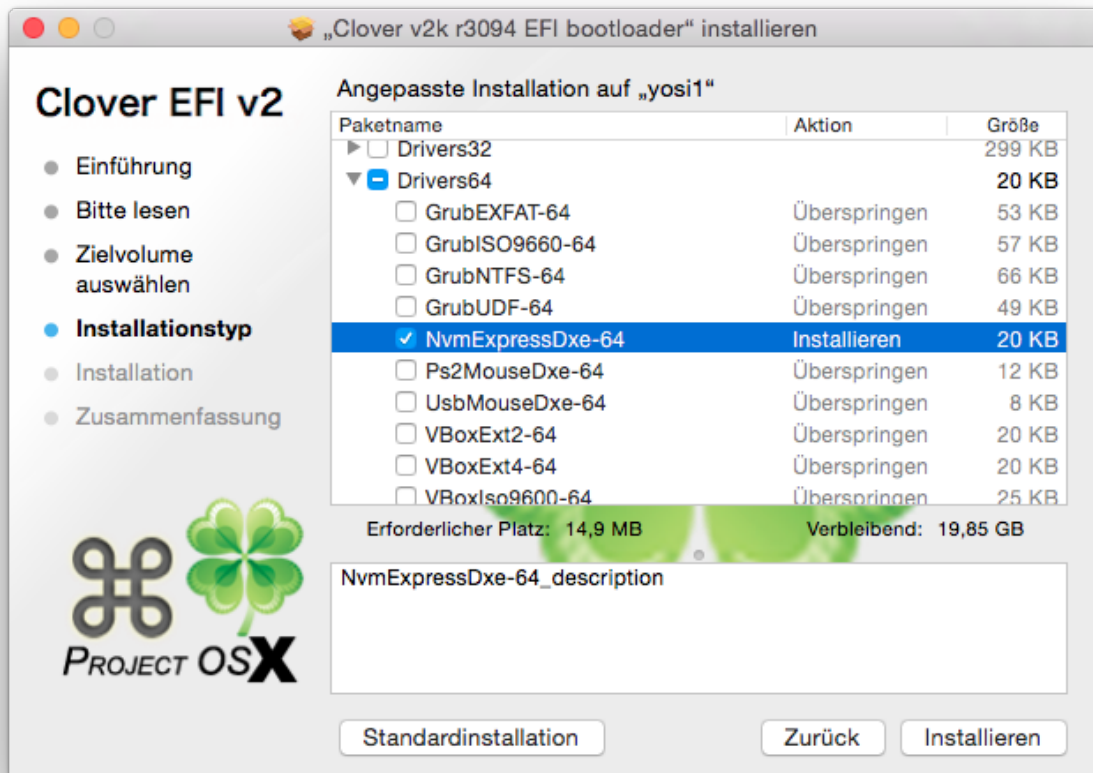 „Clover v2k r3094 EFI bootloader“ installieren
Clover EFI v2
Einführung
Bitte lesen
Zielvolume
auswählen
Installationstyp
Installation
Zusammenfassung
PROJECT OSX
Angepasste Installation auf „yosi1“
Paketname Aktion Größe
Drivers32 299 KB
Drivers64 20 KB
GrubEXFAT-64 Überspringen 53 KB
GrubISO9660-64 Überspringen 57 KB
GrubNTFS-64 Überspringen 66 KB
GrubUDF-64 Überspringen 49 KB
NvmExpressDxe-64 Installieren 20 KB
Ps2MouseDxe-64 Überspringen 12 KB
UsbMouseDxe-64 Überspringen 8 KB
VBoxExt2-64 Überspringen 20 KB
VBoxExt4-64 Überspringen 20 KB
VBoxIso9600-64 Überspringen 25 KB
Erforderlicher Platz: 14,9 MB Verbleibend: 19,85 GB
NvmExpressDxe-64_description
Standardinstallation Zurück Installieren